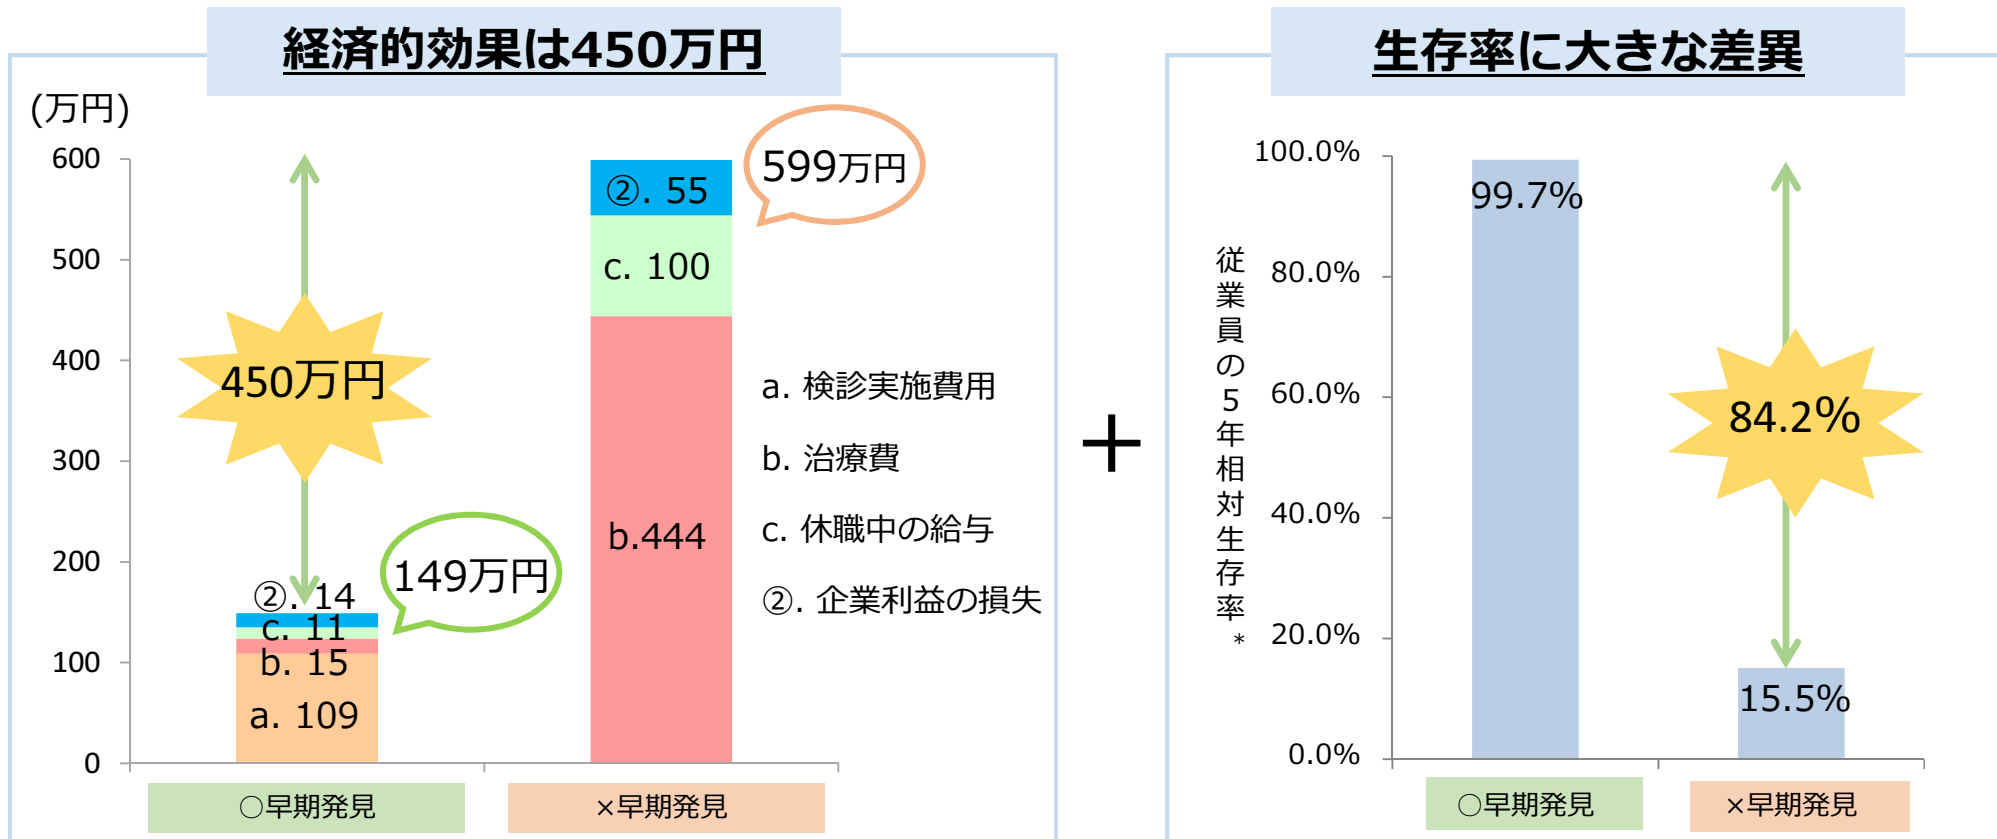 経済的効果は450万円
(万円)
600
500
400
300
200
100
0
450万円
②. 14
c. 11
b. 15
a. 109
149万円
②. 55
c. 100
b.444
599万円
a. 検診実施費用
b. 治療費
c. 休職中の給与
②. 企業利益の損失
○早期発見
×早期発見
＋
生存率に大きな差異
従業員の5年相対生存率*
100.0%
80.0%
60.0%
40.0%
20.0%
0.0%
99.7%
84.2%
15.5%
○早期発見
×早期発見